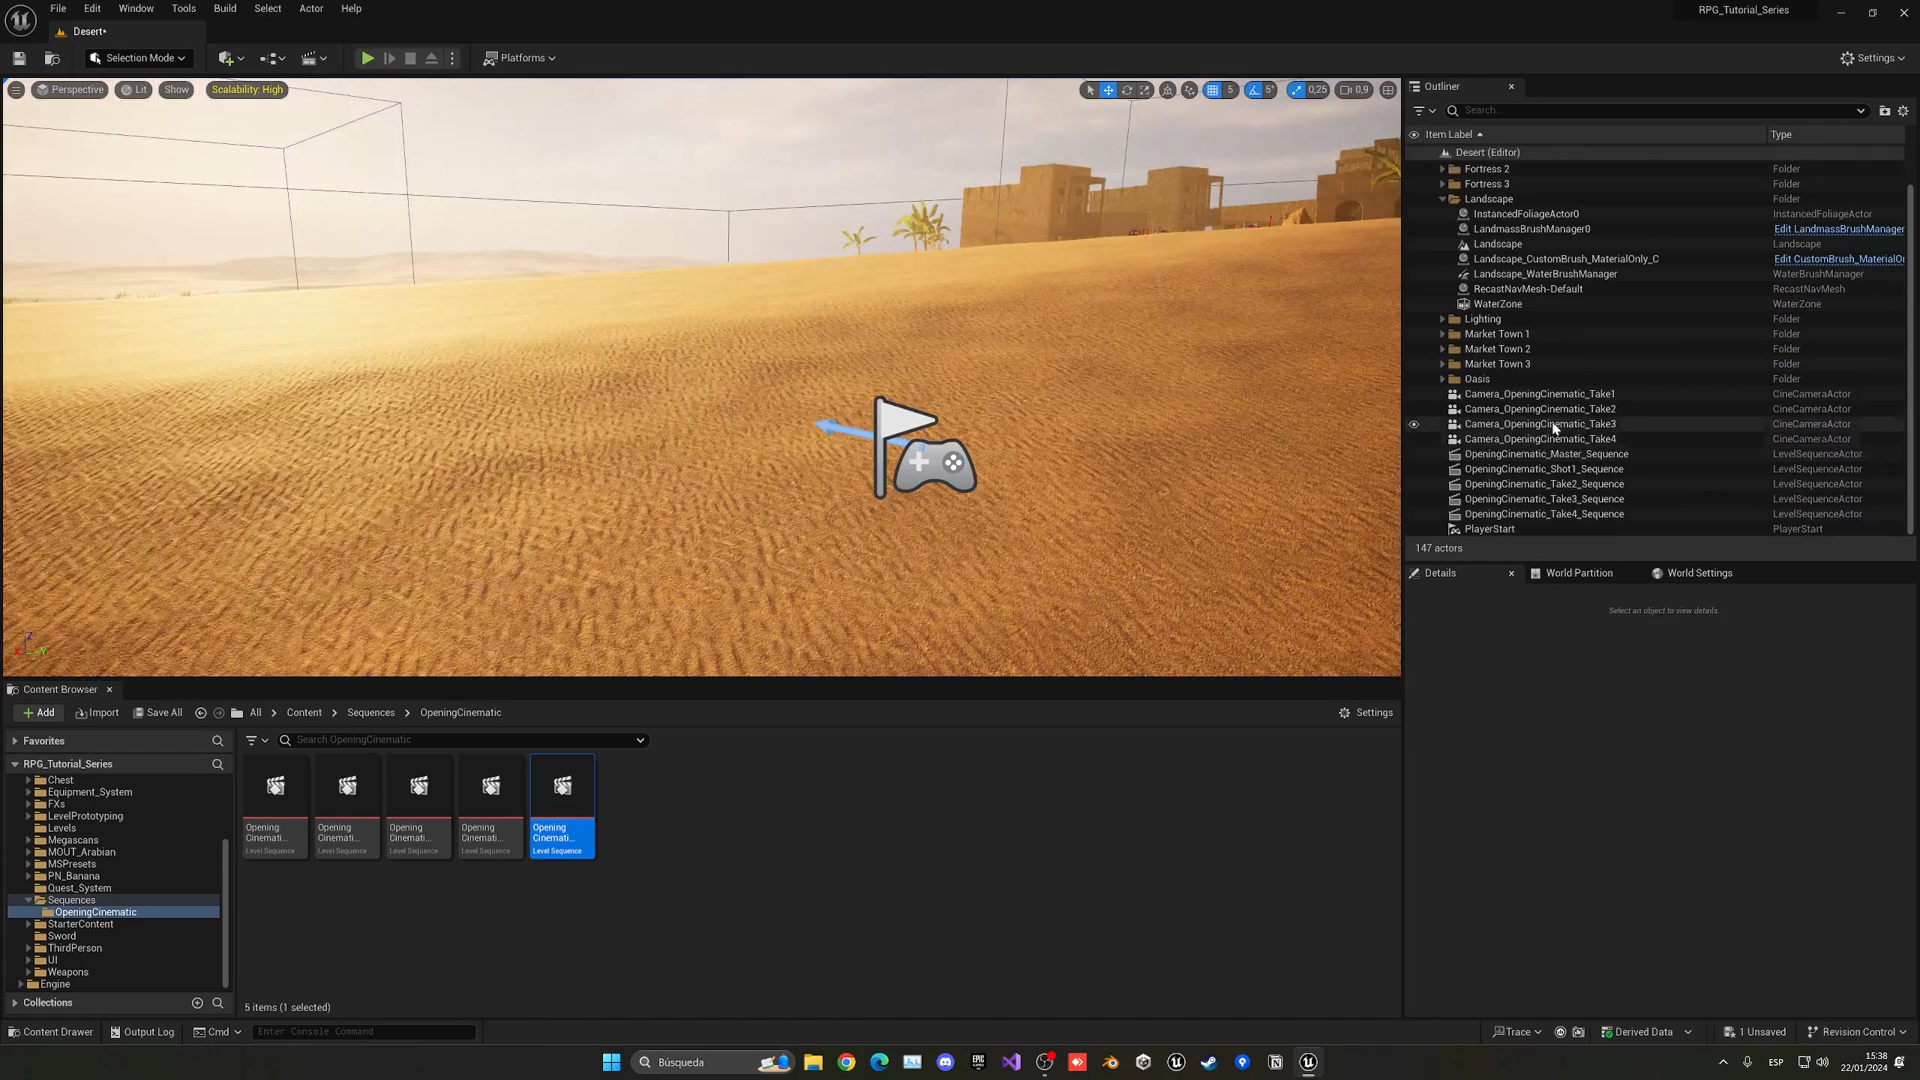 File Edit Window Tools Build Select Actor Help
RPG_Tutorial_Series
Desert*
Selection Mode
Platforms
Settings
Perspective Lit Show Scalability: High
5 5° 0,25 0,9
Outliner
Search...
Item Label Type
Desert (Editor)
Fortress 2 Folder
Fortress 3 Folder
Landscape Folder
InstancedFoliageActor0 InstancedFoliageActor
LandmassBrushManager0 Edit LandmassBrushManager
Landscape Landscape
Landscape_CustomBrush_MaterialOnly_C Edit CustomBrush_MaterialOn
Landscape_WaterBrushManager WaterBrushManager
RecastNavMesh-Default RecastNavMesh
WaterZone WaterZone
Lighting Folder
Market Town 1 Folder
Market Town 2 Folder
Market Town 3 Folder
Oasis Folder
Camera_OpeningCinematic_Take1 CineCameraActor
Camera_OpeningCinematic_Take2 CineCameraActor
Camera_OpeningCinematic_Take3 CineCameraActor
Camera_OpeningCinematic_Take4 CineCameraActor
OpeningCinematic_Master_Sequence LevelSequenceActor
OpeningCinematic_Shot1_Sequence LevelSequenceActor
OpeningCinematic_Take2_Sequence LevelSequenceActor
OpeningCinematic_Take3_Sequence LevelSequenceActor
OpeningCinematic_Take4_Sequence LevelSequenceActor
PlayerStart PlayerStart
147 actors
Details World Partition World Settings
Select an object to view details.
Z
X Y
Content Browser
Add Import Save All All > Content > Sequences > OpeningCinematic Settings
Favorites
Search OpeningCinematic
RPG_Tutorial_Series
Chest
Equipment_System
FXs
LevelPrototyping
Levels
Megascans
MOUT_Arabian
MSPresets
PN_Banana
Quest_System
Sequences
OpeningCinematic
StarterContent
Sword
ThirdPerson
UI
Weapons
Engine
Collections
Opening Opening Opening Opening Opening
Cinemati... Cinemati... Cinemati... Cinemati... Cinemati...
Level Sequence Level Sequence Level Sequence Level Sequence Level Sequence
5 items (1 selected)
Content Drawer Output Log Cmd Enter Console Command
Trace Derived Data 1 Unsaved Revision Control
Búsqueda
EPIC GAMES
ESP
15:38
22/01/2024